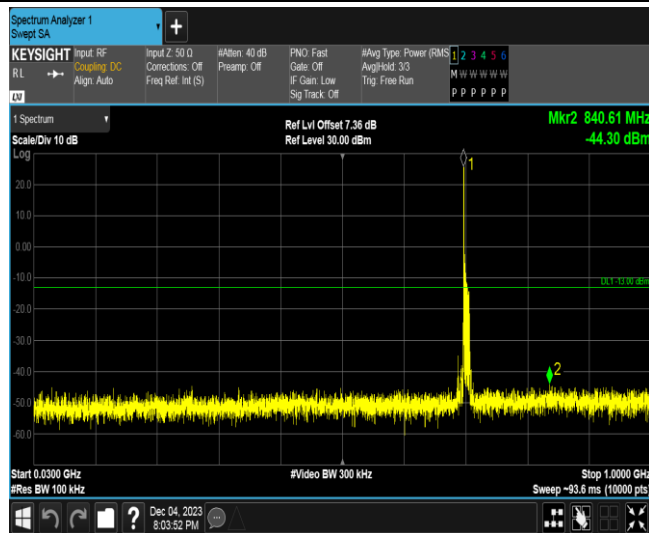 Spectrum Analyzer 1
Swept SA
+
KEYSIGHT
RL
LXI
Input: RF
Coupling: DC
Align: Auto
Input Z: 50 Ω
Corrections: Off
Freq Ref: Int (S)
#Atten: 40 dB
Preamp: Off
PNO: Fast
Gate: Off
IF Gain: Low
Sig Track: Off
#Avg Type: Power (RMS
Avg|Hold: 3/3
Trig: Free Run
1 2 3 4 5 6
M W W W W W
P P P P P P
1 Spectrum
Scale/Div 10 dB
Log
Ref Lvl Offset 7.36 dB
Ref Level 30.00 dBm
Mkr2 840.61 MHz
-44.30 dBm
1
20.0
10.0
0.00
-10.0
DL1 -13.00 dBm
-20.0
-30.0
-40.0
2
-50.0
-60.0
Start 0.0300 GHz
#Res BW 100 kHz
#Video BW 300 kHz
Stop 1.0000 GHz
Sweep ~93.6 ms (10000 pts)
?
Dec 04, 2023
8:03:52 PM